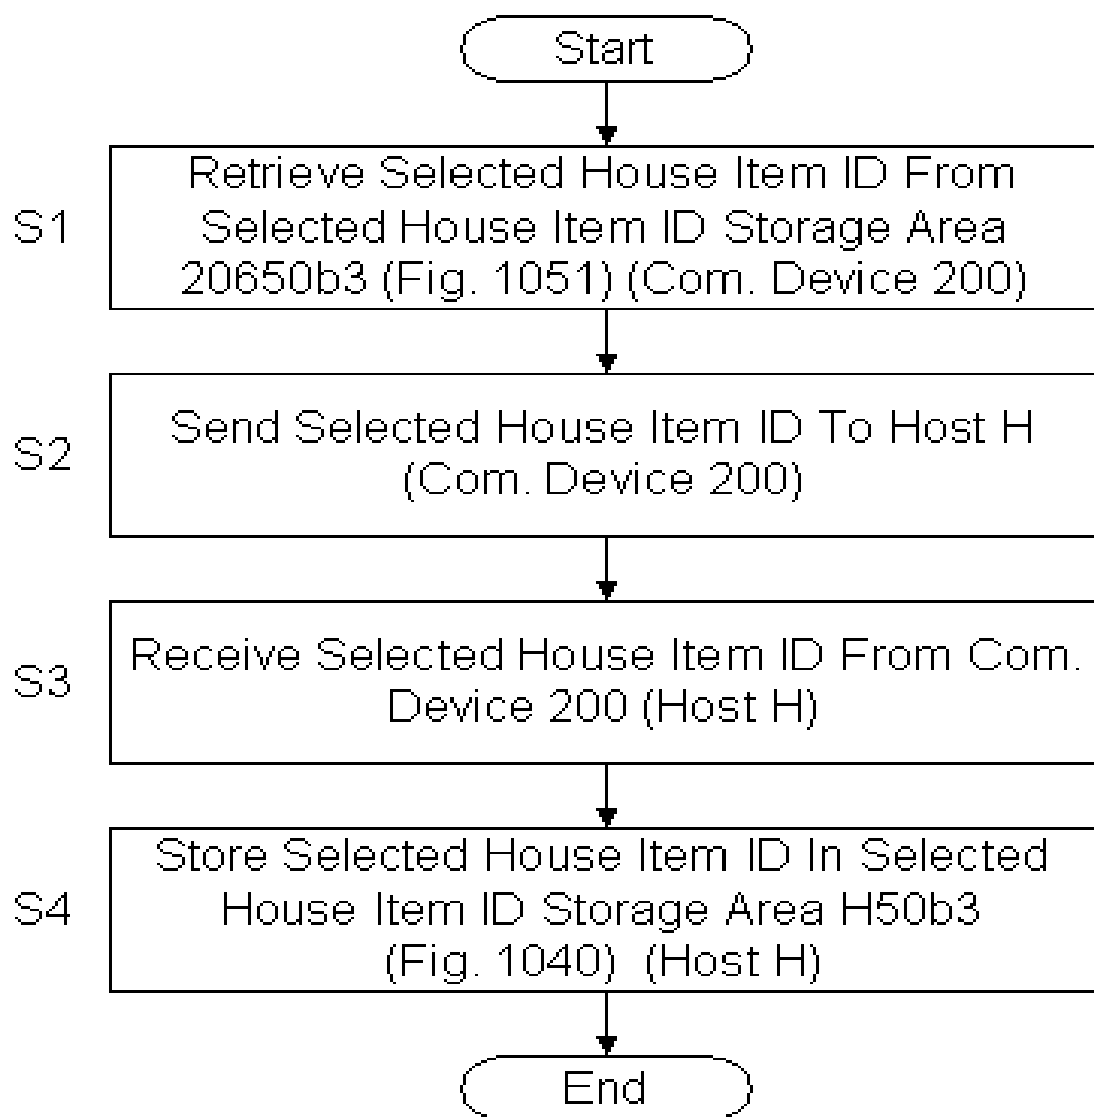 Start
Retrieve Selected House Item ID From
S1
Selected House Item ID Storage Area
20650b3 (Fig. 1051) (Com. Device 200)
S2
Send Selected House Item ID To Host H
(Com. Device 200)
S3
Receive Selected House Item ID From Com.
Device 200 (Host H)
S4
Store Selected House Item ID In Selected
House Item ID Storage Area H50b3
(Fig. 1040) (Host H)
End